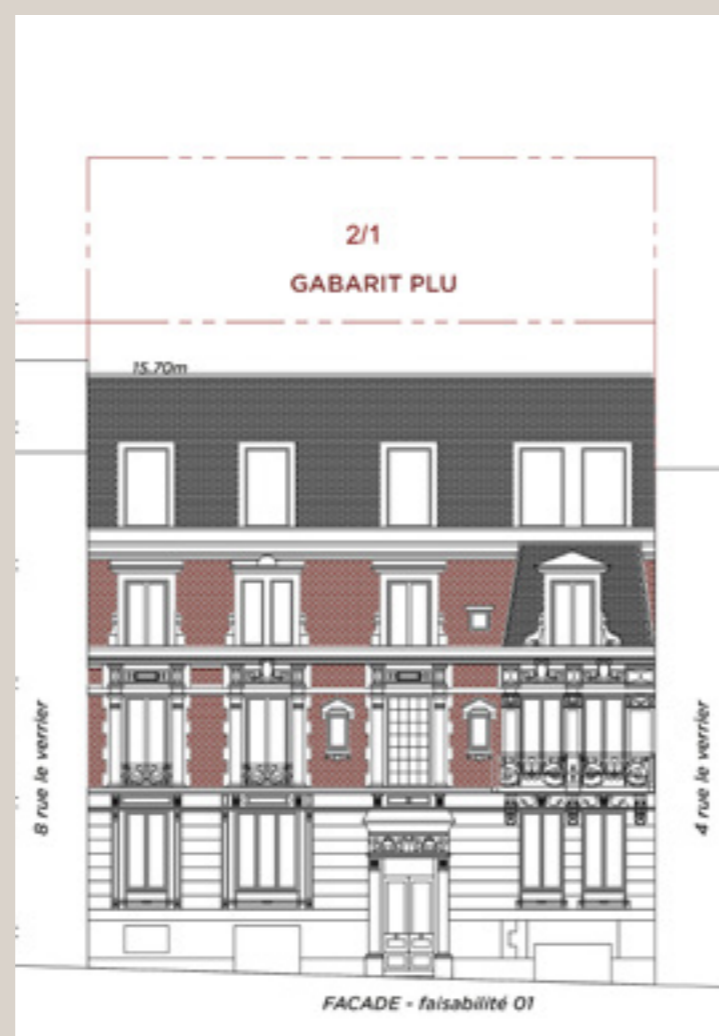 2/1
GABARIT PLU
15.70m
8 rue le verrier
4 rue le verrier
FACADE - faisabilité 01